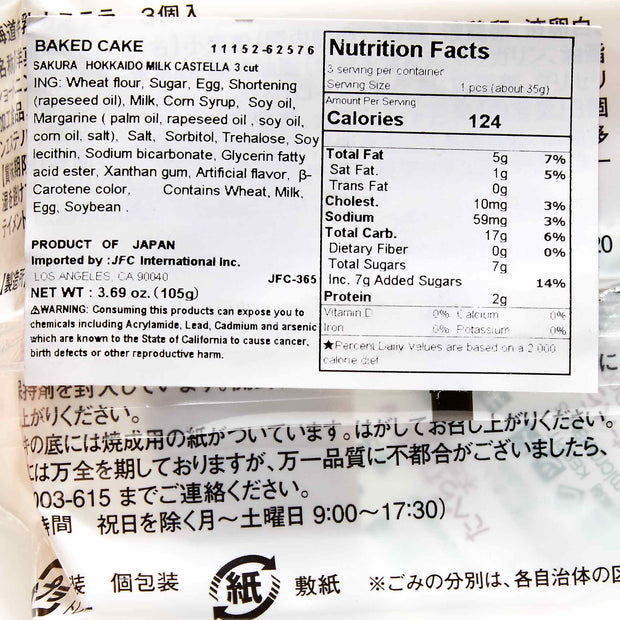 3個入
BAKED CAKE 11152-62576
SAKURA HOKKAIDO MILK CASTELLA 3 cut
ING: Wheat flour, Sugar, Egg, Shortening
(rapeseed oil), Milk, Corn Syrup, Soy oil,
Margarine ( palm oil, rapeseed oil , soy oil,
corn oil, salt), Salt, Sorbitol, Trehalose, Soy
lecithin, Sodium bicarbonate, Glycerin fatty
acid ester, Xanthan gum, Artificial flavor, β-
Carotene color, Contains Wheat, Milk,
Egg, Soybean .
PRODUCT OF JAPAN
Imported by :JFC International Inc.
LOS ANGELES, CA 90040 JFC-365
NET WT : 3.69 oz. (105g)
⚠WARNING: Consuming this products can expose you to
chemicals including Acrylamide, Lead, Cadmium and arsenic
which are known to the State of California to cause cancer,
birth defects or other reproductive harm.
Nutrition Facts
3 serving per container
Serving Size 1 pcs (about 35g)
Amount Per Serving
Calories 124
Total Fat 5g 7%
Sat Fat. 1g 5%
Trans Fat 0g
Cholest. 10mg 3%
Sodium 59mg 3%
Total Carb. 17g 6%
Dietary Fiber 0g 0%
Total Sugars 7g
Inc. 7g Added Sugars 14%
Protein 2g
Vitamin D 0% Calcium 0%
Iron 0% Potassium 0%
★Percent Daily Values are based on a 2 000
calorie diet
上がりください。
の底には焼成用の紙がついています。はがしてお召し上がりください。
には万全を期しておりますが、万一品質に不都合がございましたら、
003-615 までご連絡ください。
時間 祝日を除く月～土曜日 9:00～17:30)
プラ 個包装 紙 敷紙 ※ごみの分別は、各自治体の区